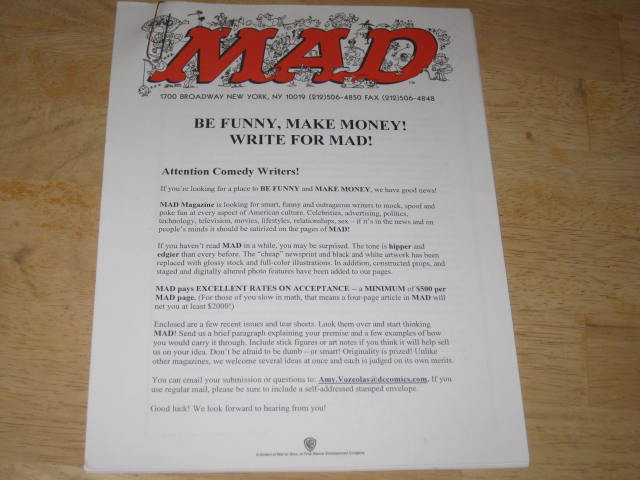 MAD
1700 BROADWAY NEW YORK, NY 10019 (212)506-4850 FAX (212)506-4848
BE FUNNY, MAKE MONEY!
WRITE FOR MAD!
Attention Comedy Writers!
If you're looking for a place to BE FUNNY and MAKE MONEY, we have good news!
MAD Magazine is looking for smart, funny and outrageous writers to mock, spoof and
poke fun at every aspect of American culture. Celebrities, advertising, politics,
technology, television, movies, lifestyles, relationships, sex – if it's in the news and on
people's minds it should be satirized on the pages of MAD!
If you haven't read MAD in a while, you may be surprised. The tone is hipper and
edgier than every before. The "cheap" newsprint and black and white artwork has been
replaced with glossy stock and full-color illustrations. In addition, constructed props, and
staged and digitally altered photo features have been added to our pages.
MAD pays EXCELLENT RATES ON ACCEPTANCE -- a MINIMUM of $500 per
MAD page. (For those of you slow in math, that means a four-page article in MAD will
net you at least $2000!)
Enclosed are a few recent issues and tear sheets. Look them over and start thinking
MAD! Send us a brief paragraph explaining your premise and a few examples of how
you would carry it through. Include stick figures or art notes if you think it will help sell
us on your idea. Don't be afraid to be dumb--or smart! Originality is prized! Unlike
other magazines, we welcome several ideas at once and each is judged on its own merits.
You can email your submission or questions to: Amy.Vozeolas@dccomics.com. If you
use regular mail, please be sure to include a self-addressed stamped envelope.
Good luck! We look forward to hearing from you!
A division of Warner Bros. A Time Warner Entertainment Company